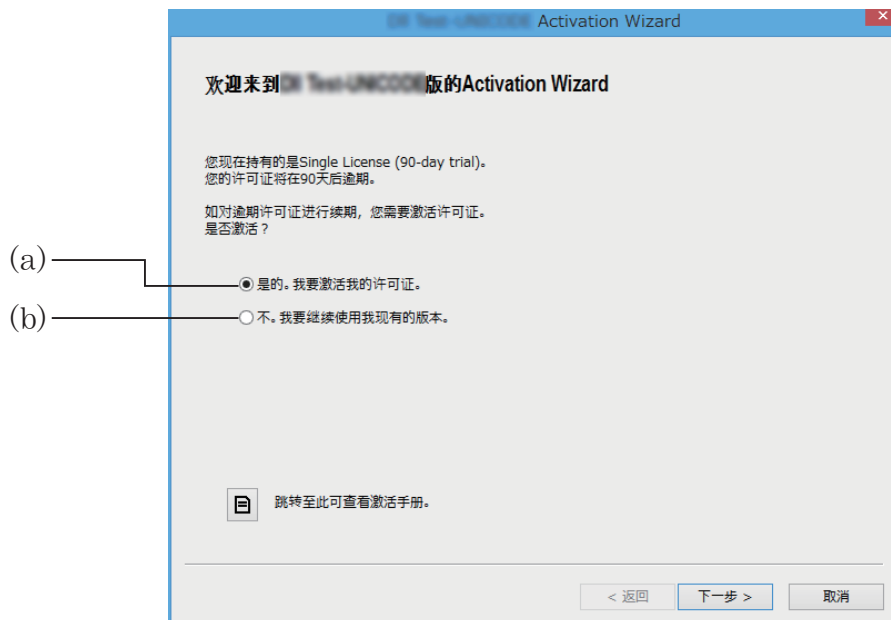 Activation Wizard
欢迎来到 版的Activation Wizard
您现在持有的是Single License (90-day trial)。
您的许可证将在90天后逾期。
如对逾期许可证进行续期，您需要激活许可证。
是否激活？
(a)
是的。我要激活我的许可证。
(b)
不。我要继续使用我现有的版本。
跳转至此可查看激活手册。
< 返回
下一步 >
取消